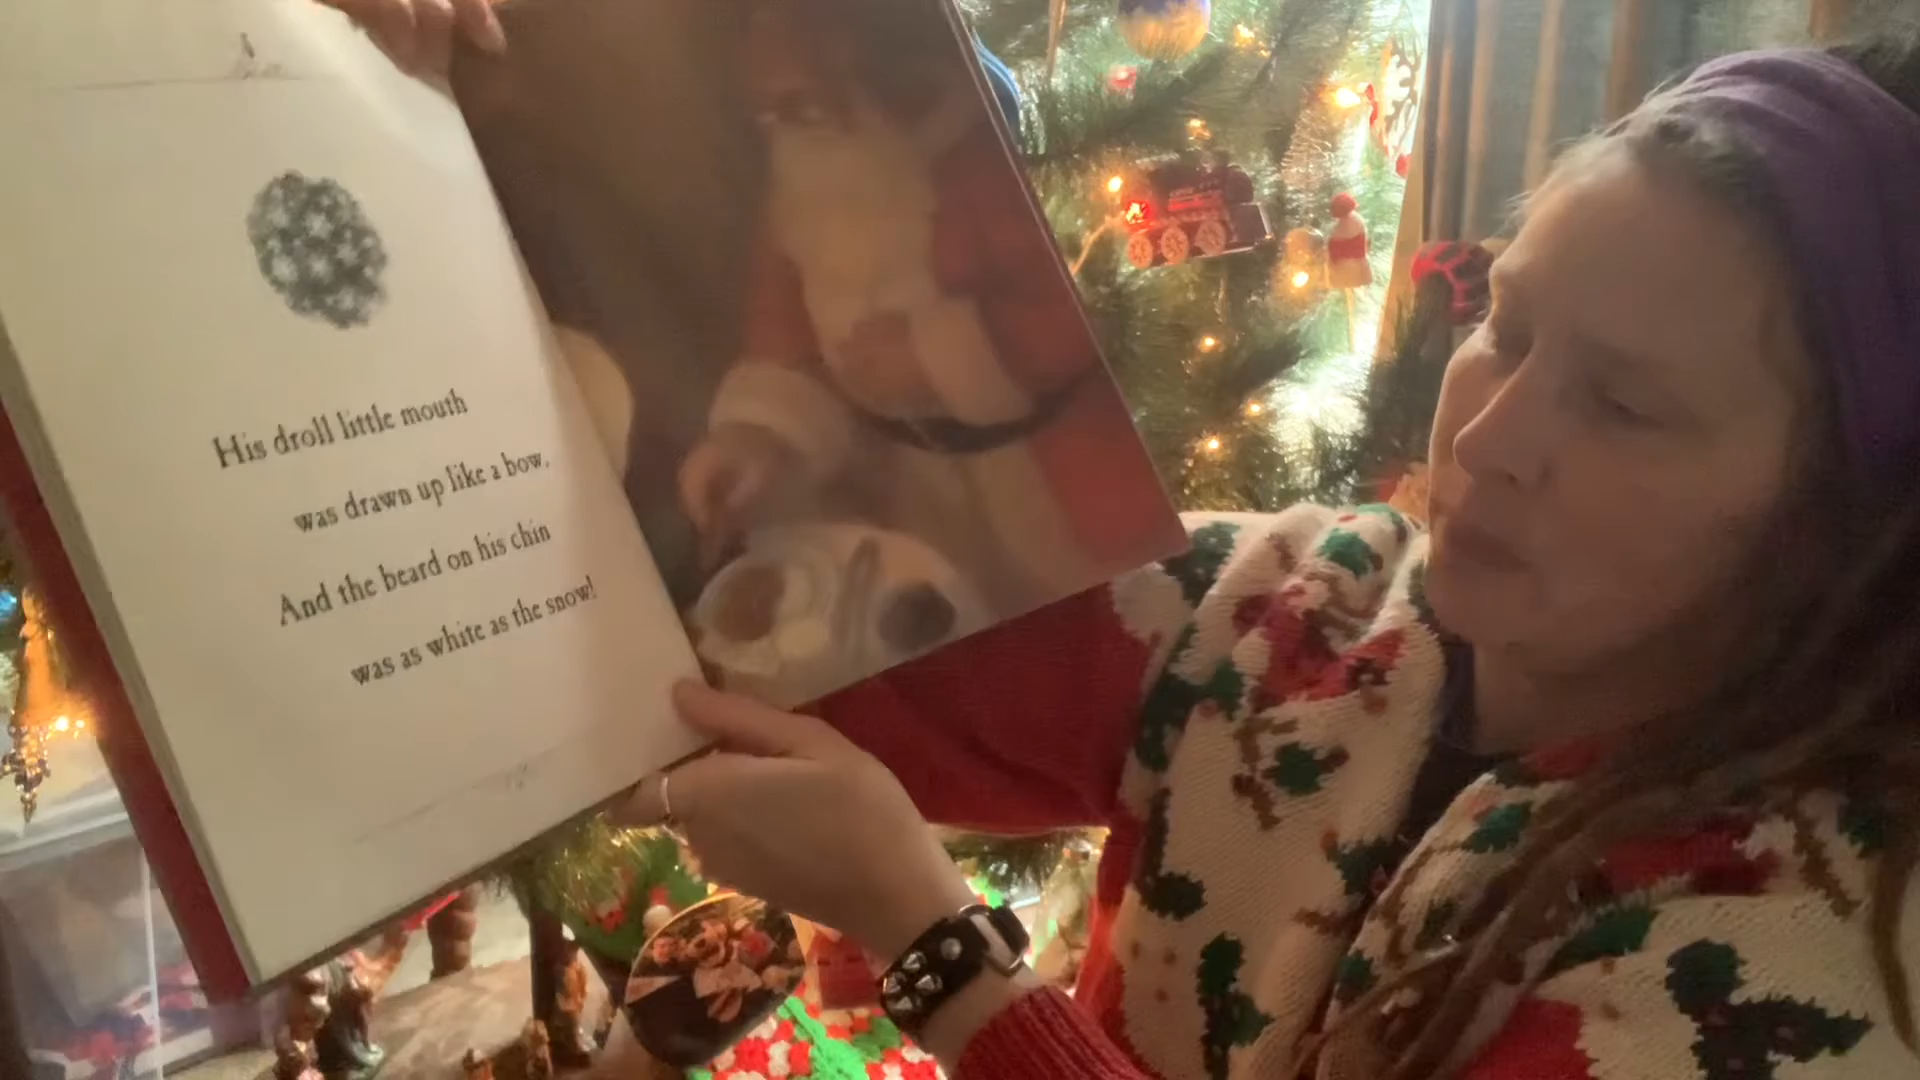 His droll little mouth
was drawn up like a bow,
And the beard on his chin
was as white as the snow!